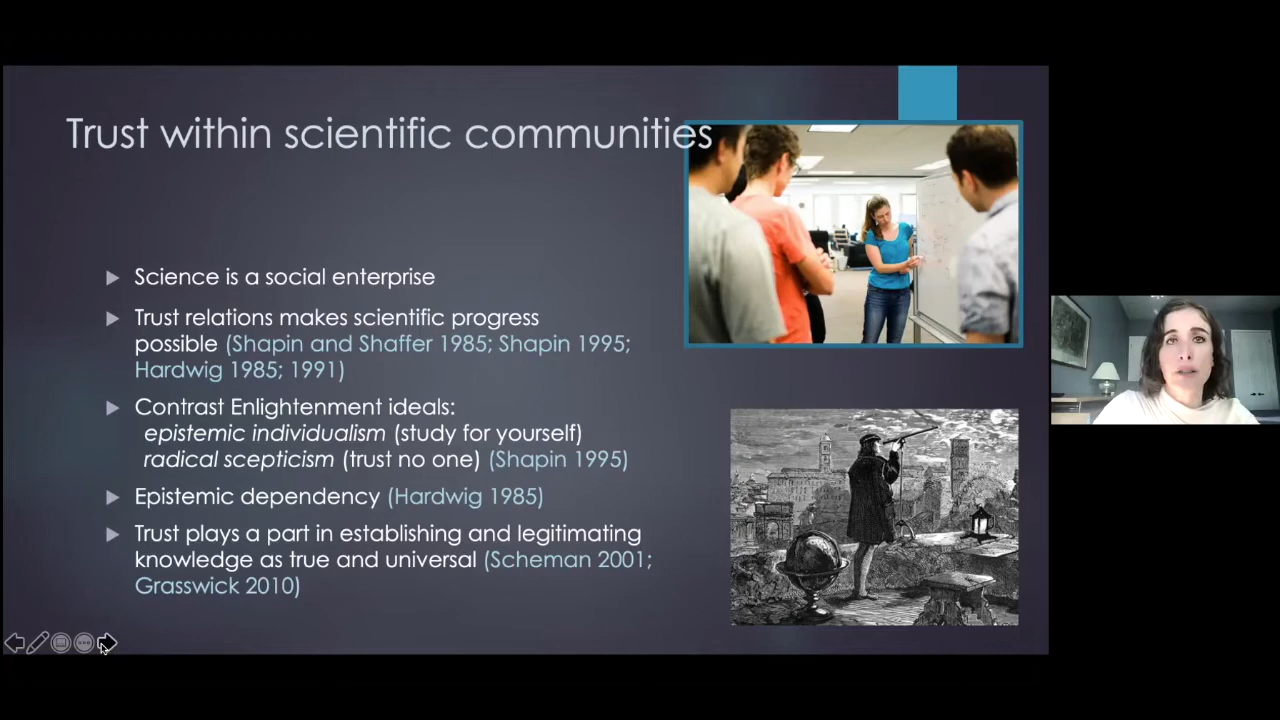 Trust within scientific communities
Science is a social enterprise
Trust relations makes scientific progress
possible (Shapin and Shaffer 1985; Shapin 1995;
Hardwig 1985; 1991)
Contrast Enlightenment ideals:
epistemic individualism (study for yourself)
radical scepticism (trust no one) (Shapin 1995)
Epistemic dependency (Hardwig 1985)
Trust plays a part in establishing and legitimating
knowledge as true and universal (Scheman 2001;
Grasswick 2010)